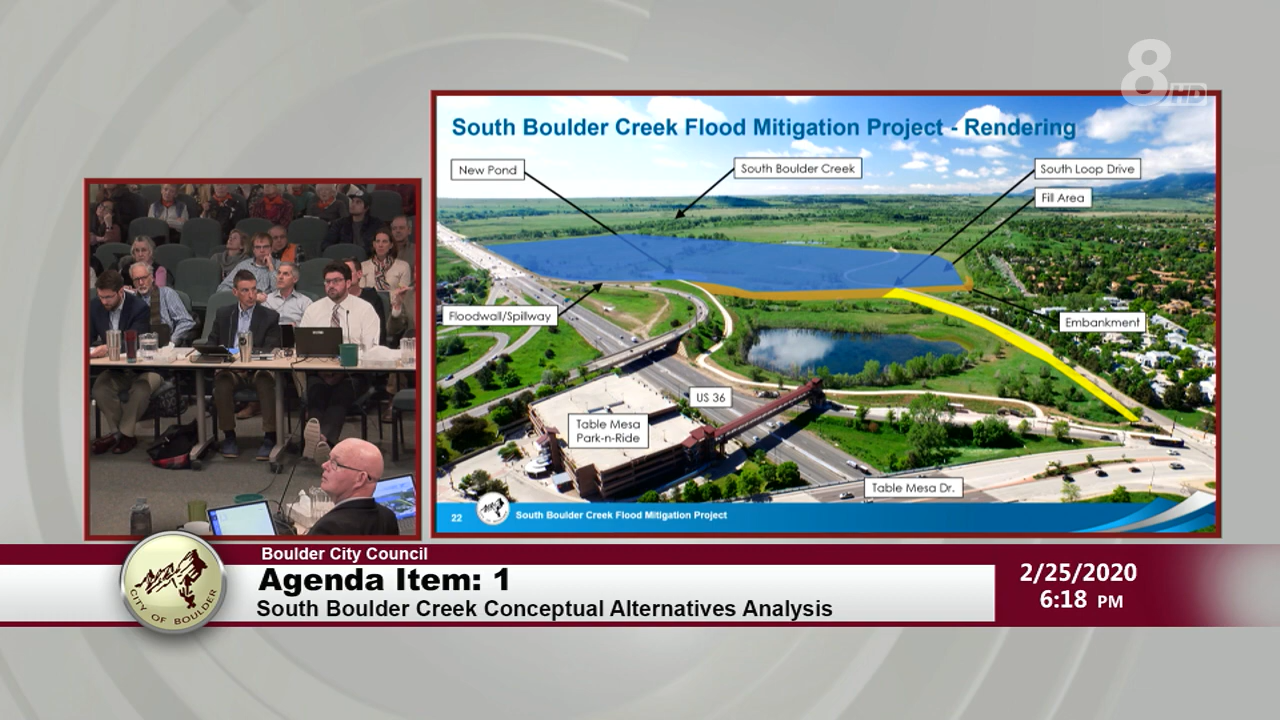 8
HD
South Boulder Creek Flood Mitigation Project - Rendering
New Pond
South Boulder Creek
South Loop Drive
Fill Area
Floodwall/Spillway
Embankment
US 36
Table Mesa
Park-n-Ride
Table Mesa Dr.
22
South Boulder Creek Flood Mitigation Project
Boulder City Council
Agenda Item: 1
South Boulder Creek Conceptual Alternatives Analysis
CITY OF BOULDER
2/25/2020
6:18 PM